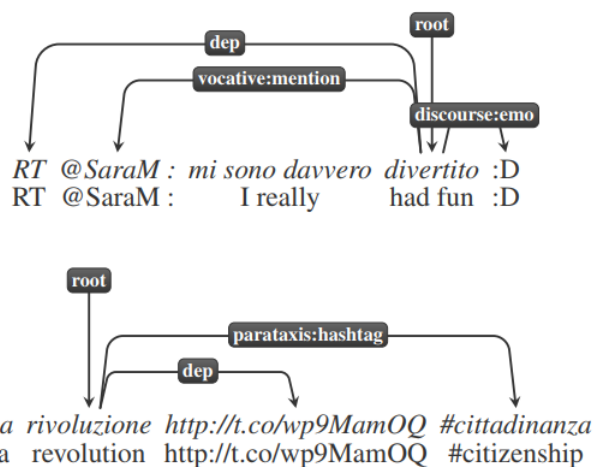 root
dep
vocative:mention
discourse:emo
RT @SaraM : mi sono davvero divertito :D
RT @SaraM : I really had fun :D
root
parataxis:hashtag
dep
a rivoluzione http://t.co/wp9MamOQ #cittadinanza
a revolution http://t.co/wp9MamOQ #citizenship